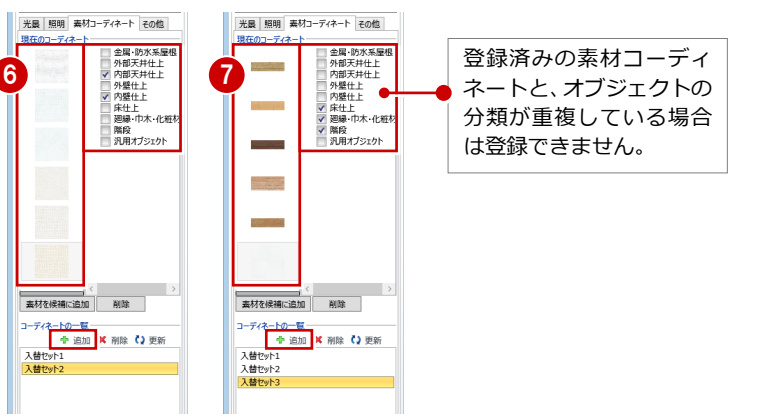 光景 照明 素材コーディネート その他
現在のコーディネート
6
金属・防水系屋根
外部天井仕上
内部天井仕上
外壁仕上
内壁仕上
床仕上
廻縁・巾木・化粧材
階段
汎用オブジェクト
素材を候補に追加 削除
コーディネートの一覧
追加 削除 更新
入替セット1
入替セット2
光景 照明 素材コーディネート その他
現在のコーディネート
7
金属・防水系屋根
外部天井仕上
内部天井仕上
外壁仕上
内壁仕上
床仕上
廻縁・巾木・化粧材
階段
汎用オブジェクト
素材を候補に追加 削除
コーディネートの一覧
追加 削除 更新
入替セット1
入替セット2
入替セット3
登録済みの素材コーディ
ネートと、オブジェクトの
分類が重複している場合
は登録できません。